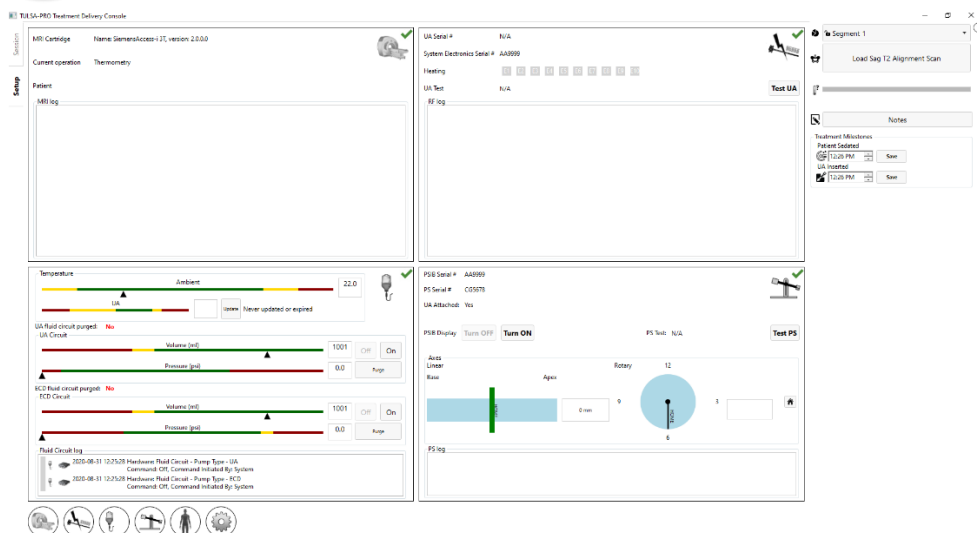 TULSA-PRO Treatment Delivery Console
Session
Setup
MRI Cartridge Name: SiemensAccess-i 3T, version: 2.0.0.0
Current operation Thermometry
Patient
MRI log
UA Serial # N/A
System Electronics Serial # AA9999
Heating
UA Test N/A Test UA
RF log
Segment 1
Load Sag T2 Alignment Scan
Notes
Treatment Milestones
Patient Sedated
12:26 PM Save
UA Inserted
12:26 PM Save
Temperature
Ambient
22.0
UA
Update Never updated or expired
UA fluid circuit purged: No
UA Circuit
Volume (ml) 1001 Off On
Pressure (psi) 0.0 Purge
ECD fluid circuit purged: No
ECD Circuit
Volume (ml) 1001 Off On
Pressure (psi) 0.0 Purge
Fluid Circuit log
2020-08-31 12:25:28 Hardware Fluid Circuit - Pump Type - UA
Command: Off, Command Initiated By: System
2020-08-31 12:25:28 Hardware Fluid Circuit - Pump Type - ECD
Command: Off, Command Initiated By: System
PSIB Serial # AA9999
PS Serial # CG5678
UA Attached: Yes
PSIB Display Turn OFF Turn ON PS Test: N/A Test PS
Axes
Linear Rotary 12
Base Apex
0 mm
9 3
HOME
6
PS log